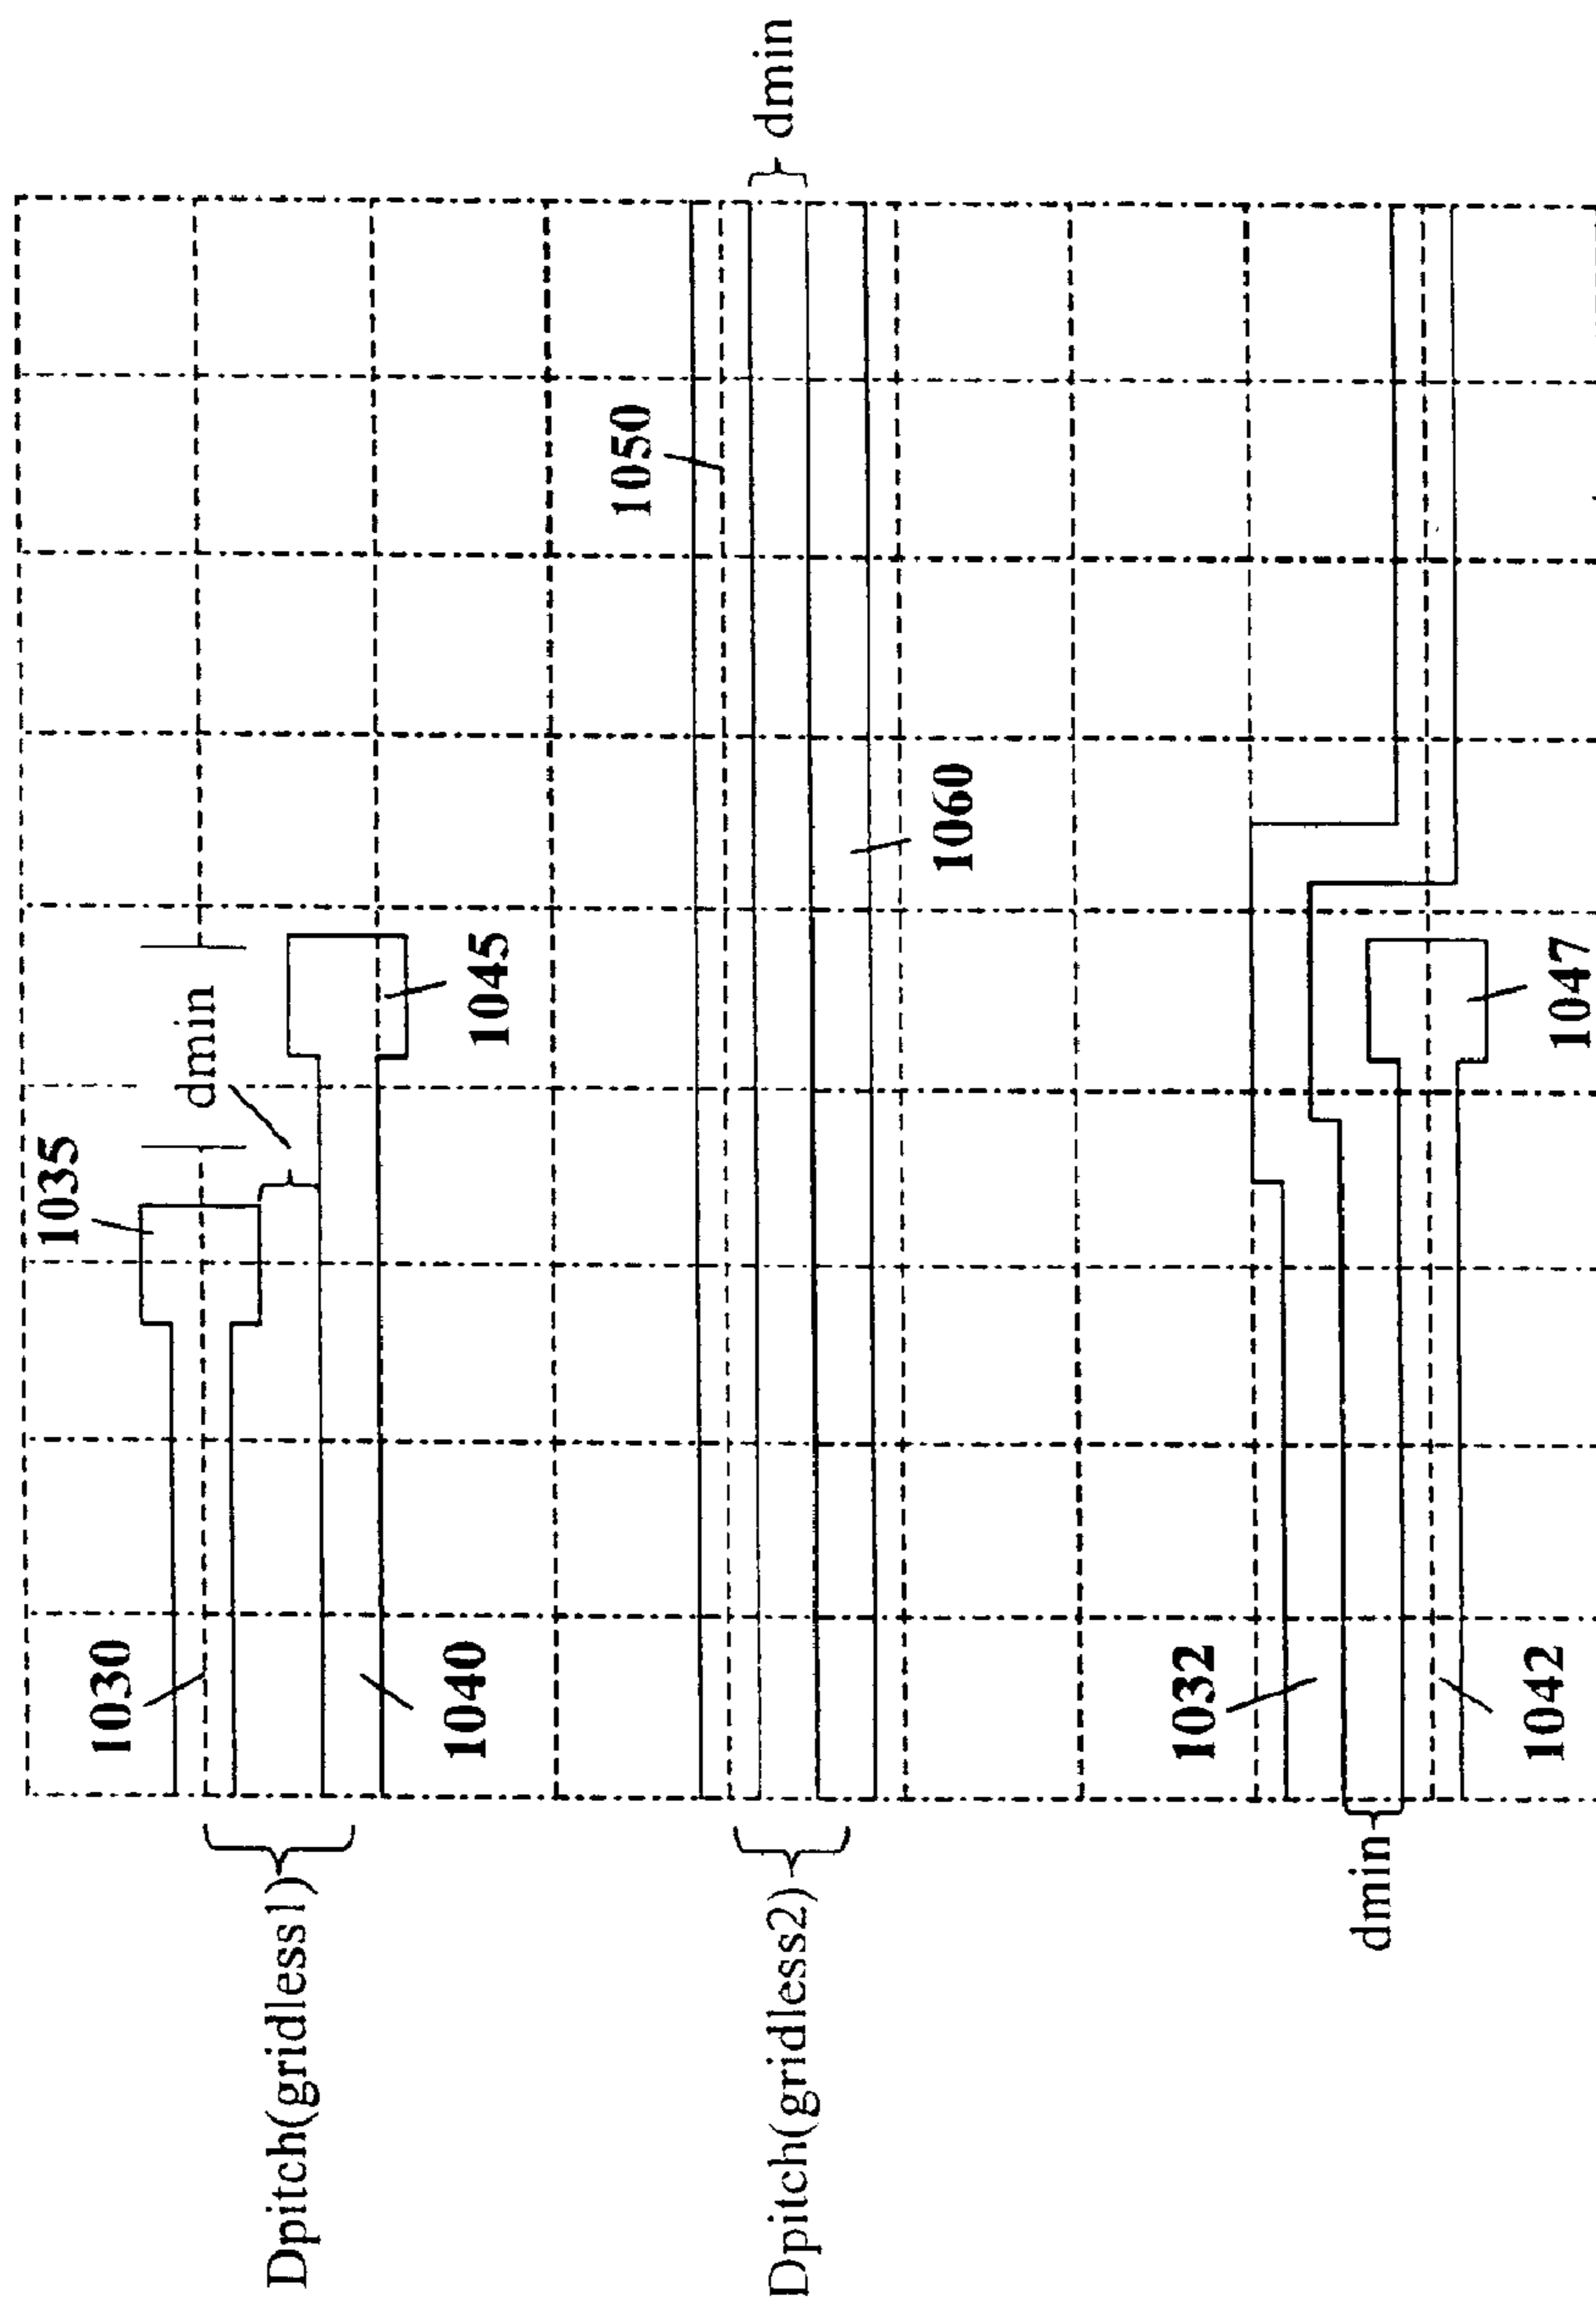 dmin
1050
1060
1045
1047
dmin
1035
1030
1040
1032
1042
Dpitch(gridless1)
Dpitch(gridless2)
dmin